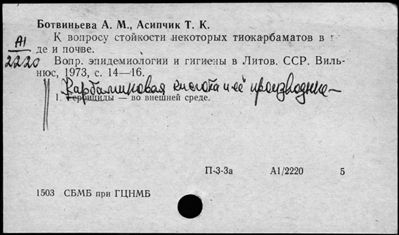 Ботвиньева А. М., Асипчик Т. К.
К вопросу стойкости некоторых тиокарбаматов в
де и почве.
А1
2220
Вопр. эпидемиологии и гигиены в Литов. ССР. Виль-
нюс, 1973, с. 14—16.
Карбаминовая кислота и её производные —
1. Гербициды — во внешней среде.
П-3-3а А1/2220 5
1503 СБМБ при ГЦНМБ